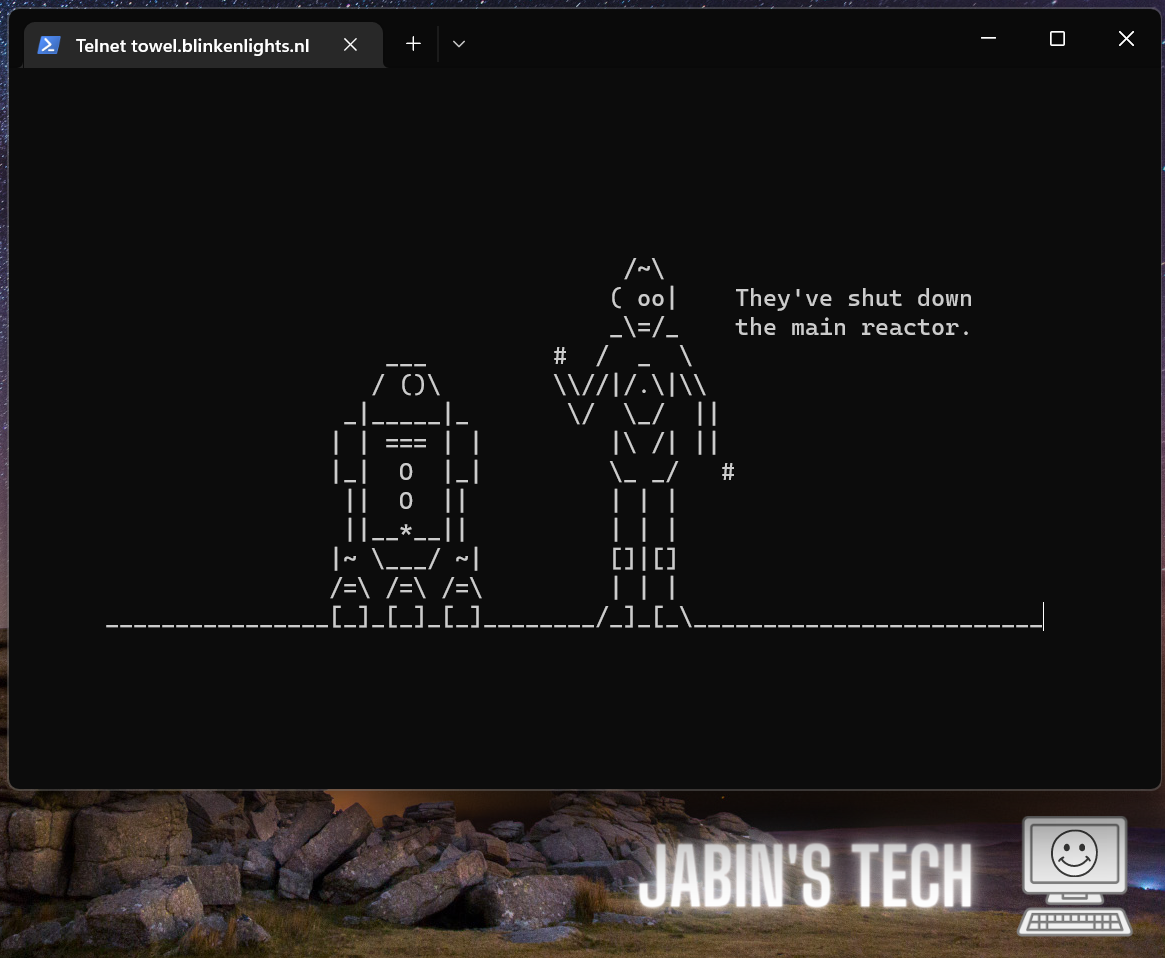 Telnet towel.blinkenlights.nl
They've shut down
the main reactor.
JABIN'S TECH